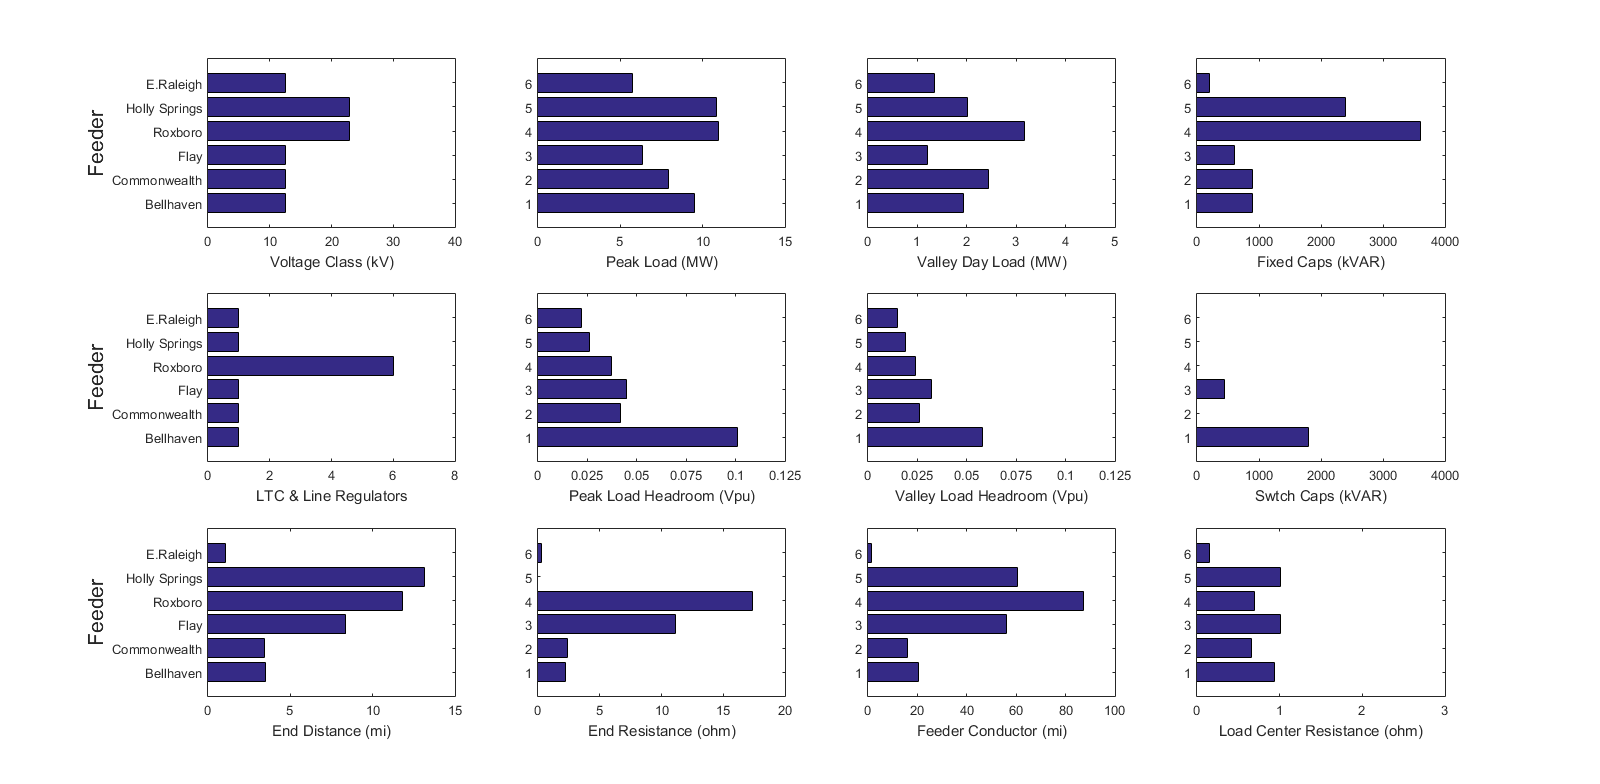 Feeder
E.Raleigh
Holly Springs
Roxboro
Flay
Commonwealth
Bellhaven
0 10 20 30 40
Voltage Class (kV)
6
5
4
3
2
1
0 5 10 15
Peak Load (MW)
6
5
4
3
2
1
0 1 2 3 4 5
Valley Day Load (MW)
6
5
4
3
2
1
0 1000 2000 3000 4000
Fixed Caps (kVAR)
Feeder
E.Raleigh
Holly Springs
Roxboro
Flay
Commonwealth
Bellhaven
0 2 4 6 8
LTC & Line Regulators
6
5
4
3
2
1
0 0.025 0.05 0.075 0.1 0.125
Peak Load Headroom (Vpu)
6
5
4
3
2
1
0 0.025 0.05 0.075 0.1 0.125
Valley Load Headroom (Vpu)
6
5
4
3
2
1
0 1000 2000 3000 4000
Swtch Caps (kVAR)
Feeder
E.Raleigh
Holly Springs
Roxboro
Flay
Commonwealth
Bellhaven
0 5 10 15
End Distance (mi)
6
5
4
3
2
1
0 5 10 15 20
End Resistance (ohm)
6
5
4
3
2
1
0 20 40 60 80 100
Feeder Conductor (mi)
6
5
4
3
2
1
0 1 2 3
Load Center Resistance (ohm)